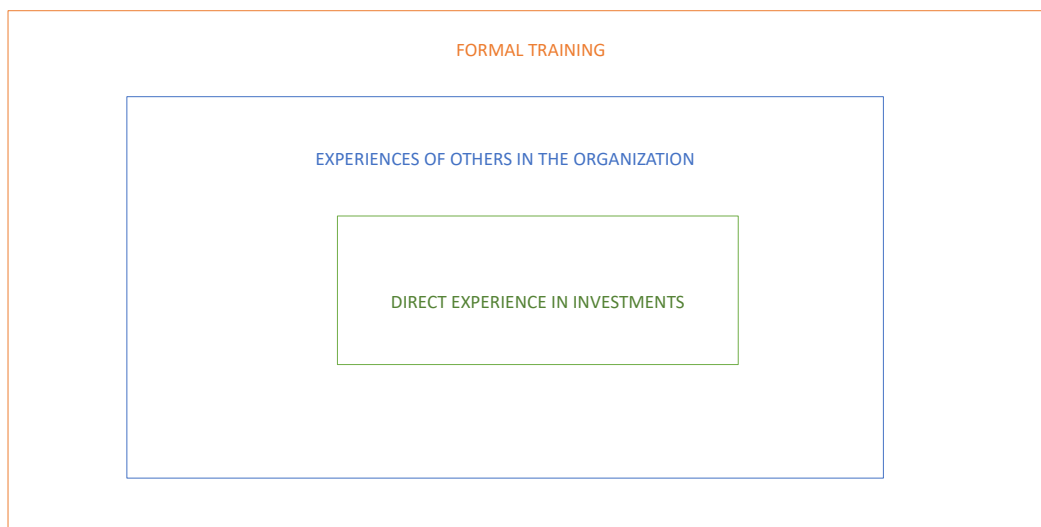 FORMAL TRAINING
EXPERIENCES OF OTHERS IN THE ORGANIZATION
DIRECT EXPERIENCE IN INVESTMENTS